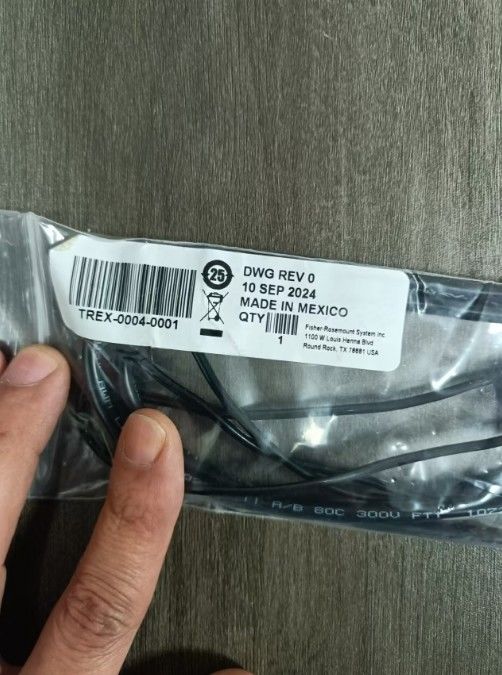 25
DWG REV 0
10 SEP 2024
MADE IN MEXICO
TREX-0004-0001
QTY
1
Fisher-Rosemount System Inc
1100 W Louis Henna Blvd
Round Rock, TX 78681 USA
A/B 80C 300V